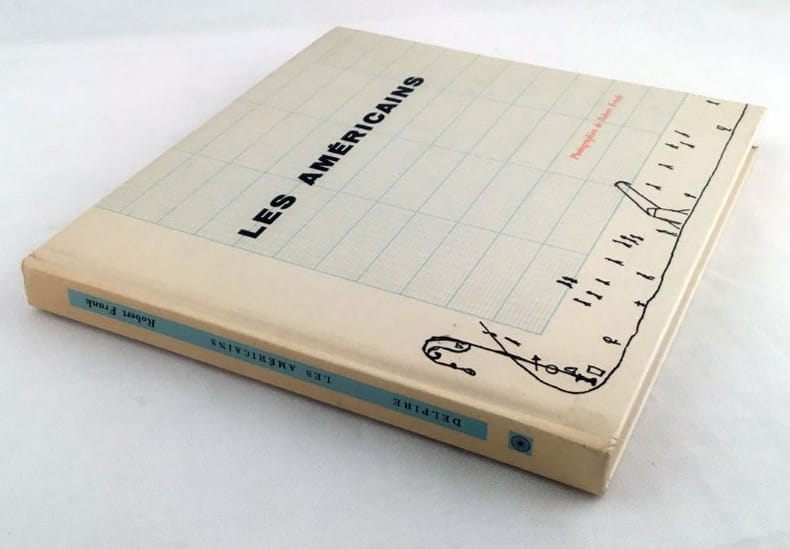 LES AMÉRICAINS
Photographies de Robert Frank
Robert Frank
LES AMÉRICAINS
DELPIRE